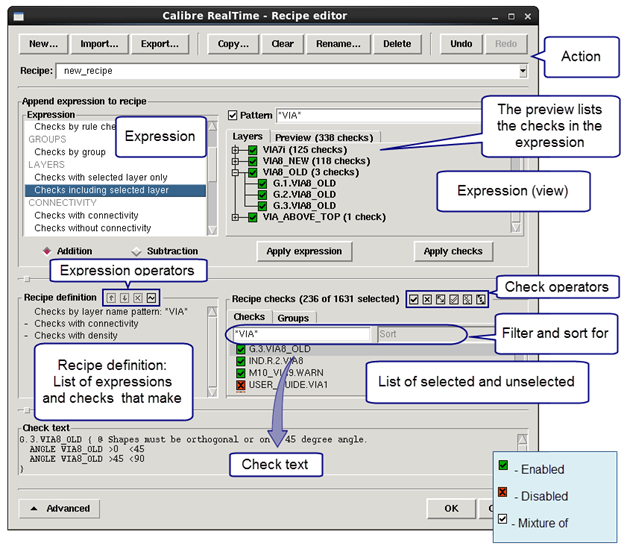 Calibre RealTime - Recipe editor
New... Import... Export... Copy... Clear Rename... Delete Undo Redo
Action
Recipe: new_recipe
Append expression to recipe
Expression
Checks by rule che
GROUPS
Checks by group
LAYERS
Checks with selected layer only
Checks including selected layer
CONNECTIVITY
Checks with connectivity
Checks without connectivity
Expression
Addition Subtraction
Pattern "VIA"
Layers Preview (338 checks)
VIA7i (125 checks)
VIA8_NEW (118 checks)
VIA8_OLD (3 checks)
G.1.VIA8_OLD
G.2.VIA8_OLD
G.3.VIA8_OLD
VIA_ABOVE_TOP (1 check)
Apply expression Apply checks
The preview lists
the checks in the
expression
Expression (view)
Expression operators
Check operators
Recipe definition
Checks by layer name pattern: "VIA"
- Checks with connectivity
- Checks with density
Recipe definition:
List of expressions
and checks that make
Recipe checks (236 of 1631 selected)
Checks Groups
"VIA" Sort
G.3.VIA8_OLD
IND.R.2.VIA8
M10_VIA9.WARN
USER_GUIDE.VIA1
Filter and sort for
List of selected and unselected
Check text
G.3.VIA8_OLD { @ Shapes must be orthogonal or on 45 degree angle.
ANGLE VIA8_OLD >0 <45
ANGLE VIA8_OLD >45 <90
}
Check text
Advanced OK
- Enabled
- Disabled
- Mixture of